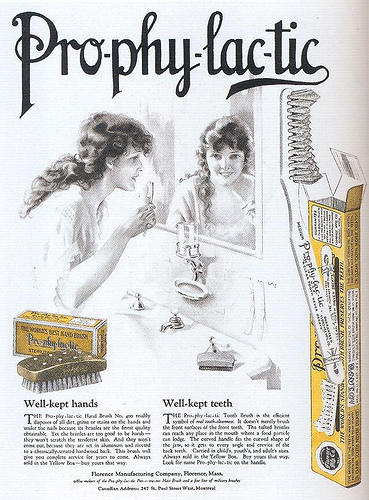 Pro-phy-lac-tic
THE WORLD'S BEST HAND BRUSH
Pro-phy-lac-tic
Well-kept hands
THE Pro-phy-lac-tic Hand Brush No. 400 readily
disposes of all dirt, grime or stains on the hands and
under the nails because its bristles are the finest quality
obtainable. Yet the bristles are too good to be harsh—
they won't scratch the tenderest skin. And they won't
come out, because they are set in aluminum and riveted
to a chemically-treated hardwood back. This brush will
give you complete service for years to come. Always
sold in the Yellow Box—buy yours that way.
Well-kept teeth
THE Pro-phy-lac-tic Tooth Brush is the efficient
symbol of real tooth-cleanness. It doesn't merely brush
the front surfaces of the front teeth. The tufted bristles
can reach any place in the mouth where a food particle
can lodge. The curved handle fits the curved shape of
the jaw, so it gets to every angle and crevice of the
back teeth. Carried in child's, youth's, and adult's sizes.
Always sold in the Yellow Box. Buy yours that way.
Look for name Pro-phy-lac-tic on the handle.
Florence Manufacturing Company, Florence, Mass.
Also makers of the Pro-phy-lac-tic Pen-e-tra-tor Hair Brush and a fine line of military brushes
Canadian Address: 247 St. Paul Street West, Montreal
Pro-phy-lac-tic